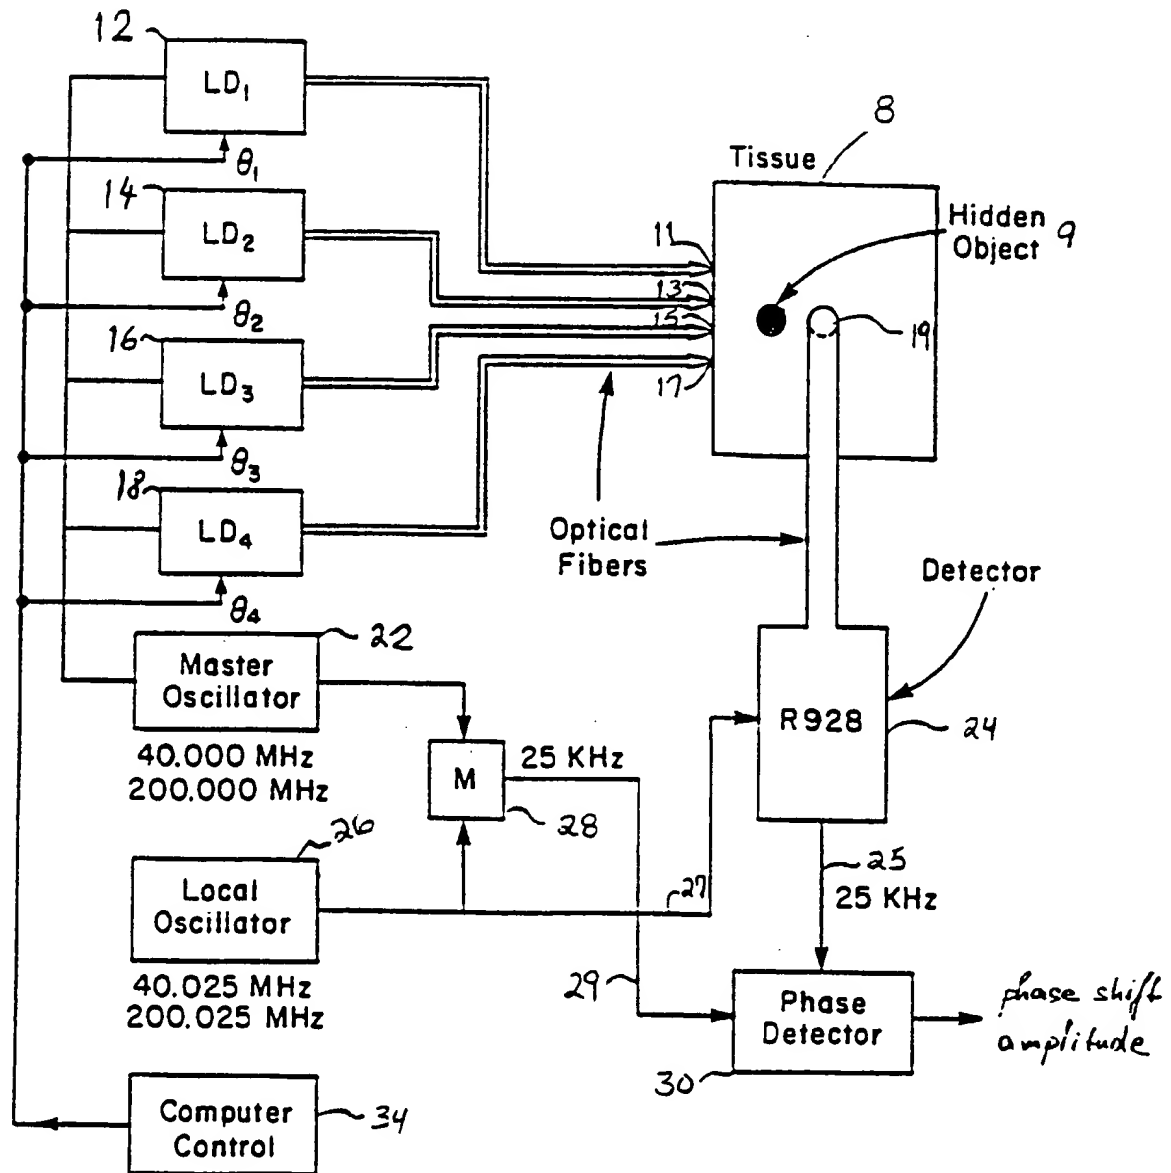 12
LD1
θ1
14
LD2
θ2
16
LD3
θ3
18
LD4
θ4
8
Tissue
Hidden
Object 9
11
13
15
17
19
Optical
Fibers
Detector
22
Master
Oscillator
40.000 MHz
200.000 MHz
M
25 KHz
28
R928
24
26
Local
Oscillator
40.025 MHz
200.025 MHz
27
25
25 KHz
29
Phase
Detector
30
phase shift
amplitude
Computer
Control
34